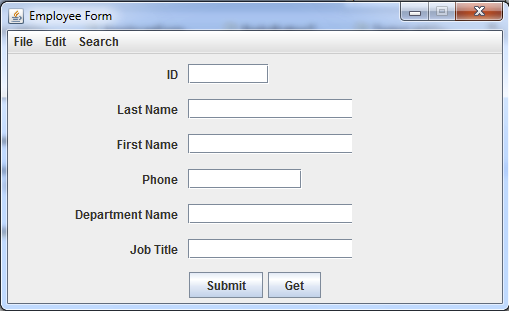 Employee Form
File Edit Search
ID
Last Name
First Name
Phone
Department Name
Job Title
Submit Get